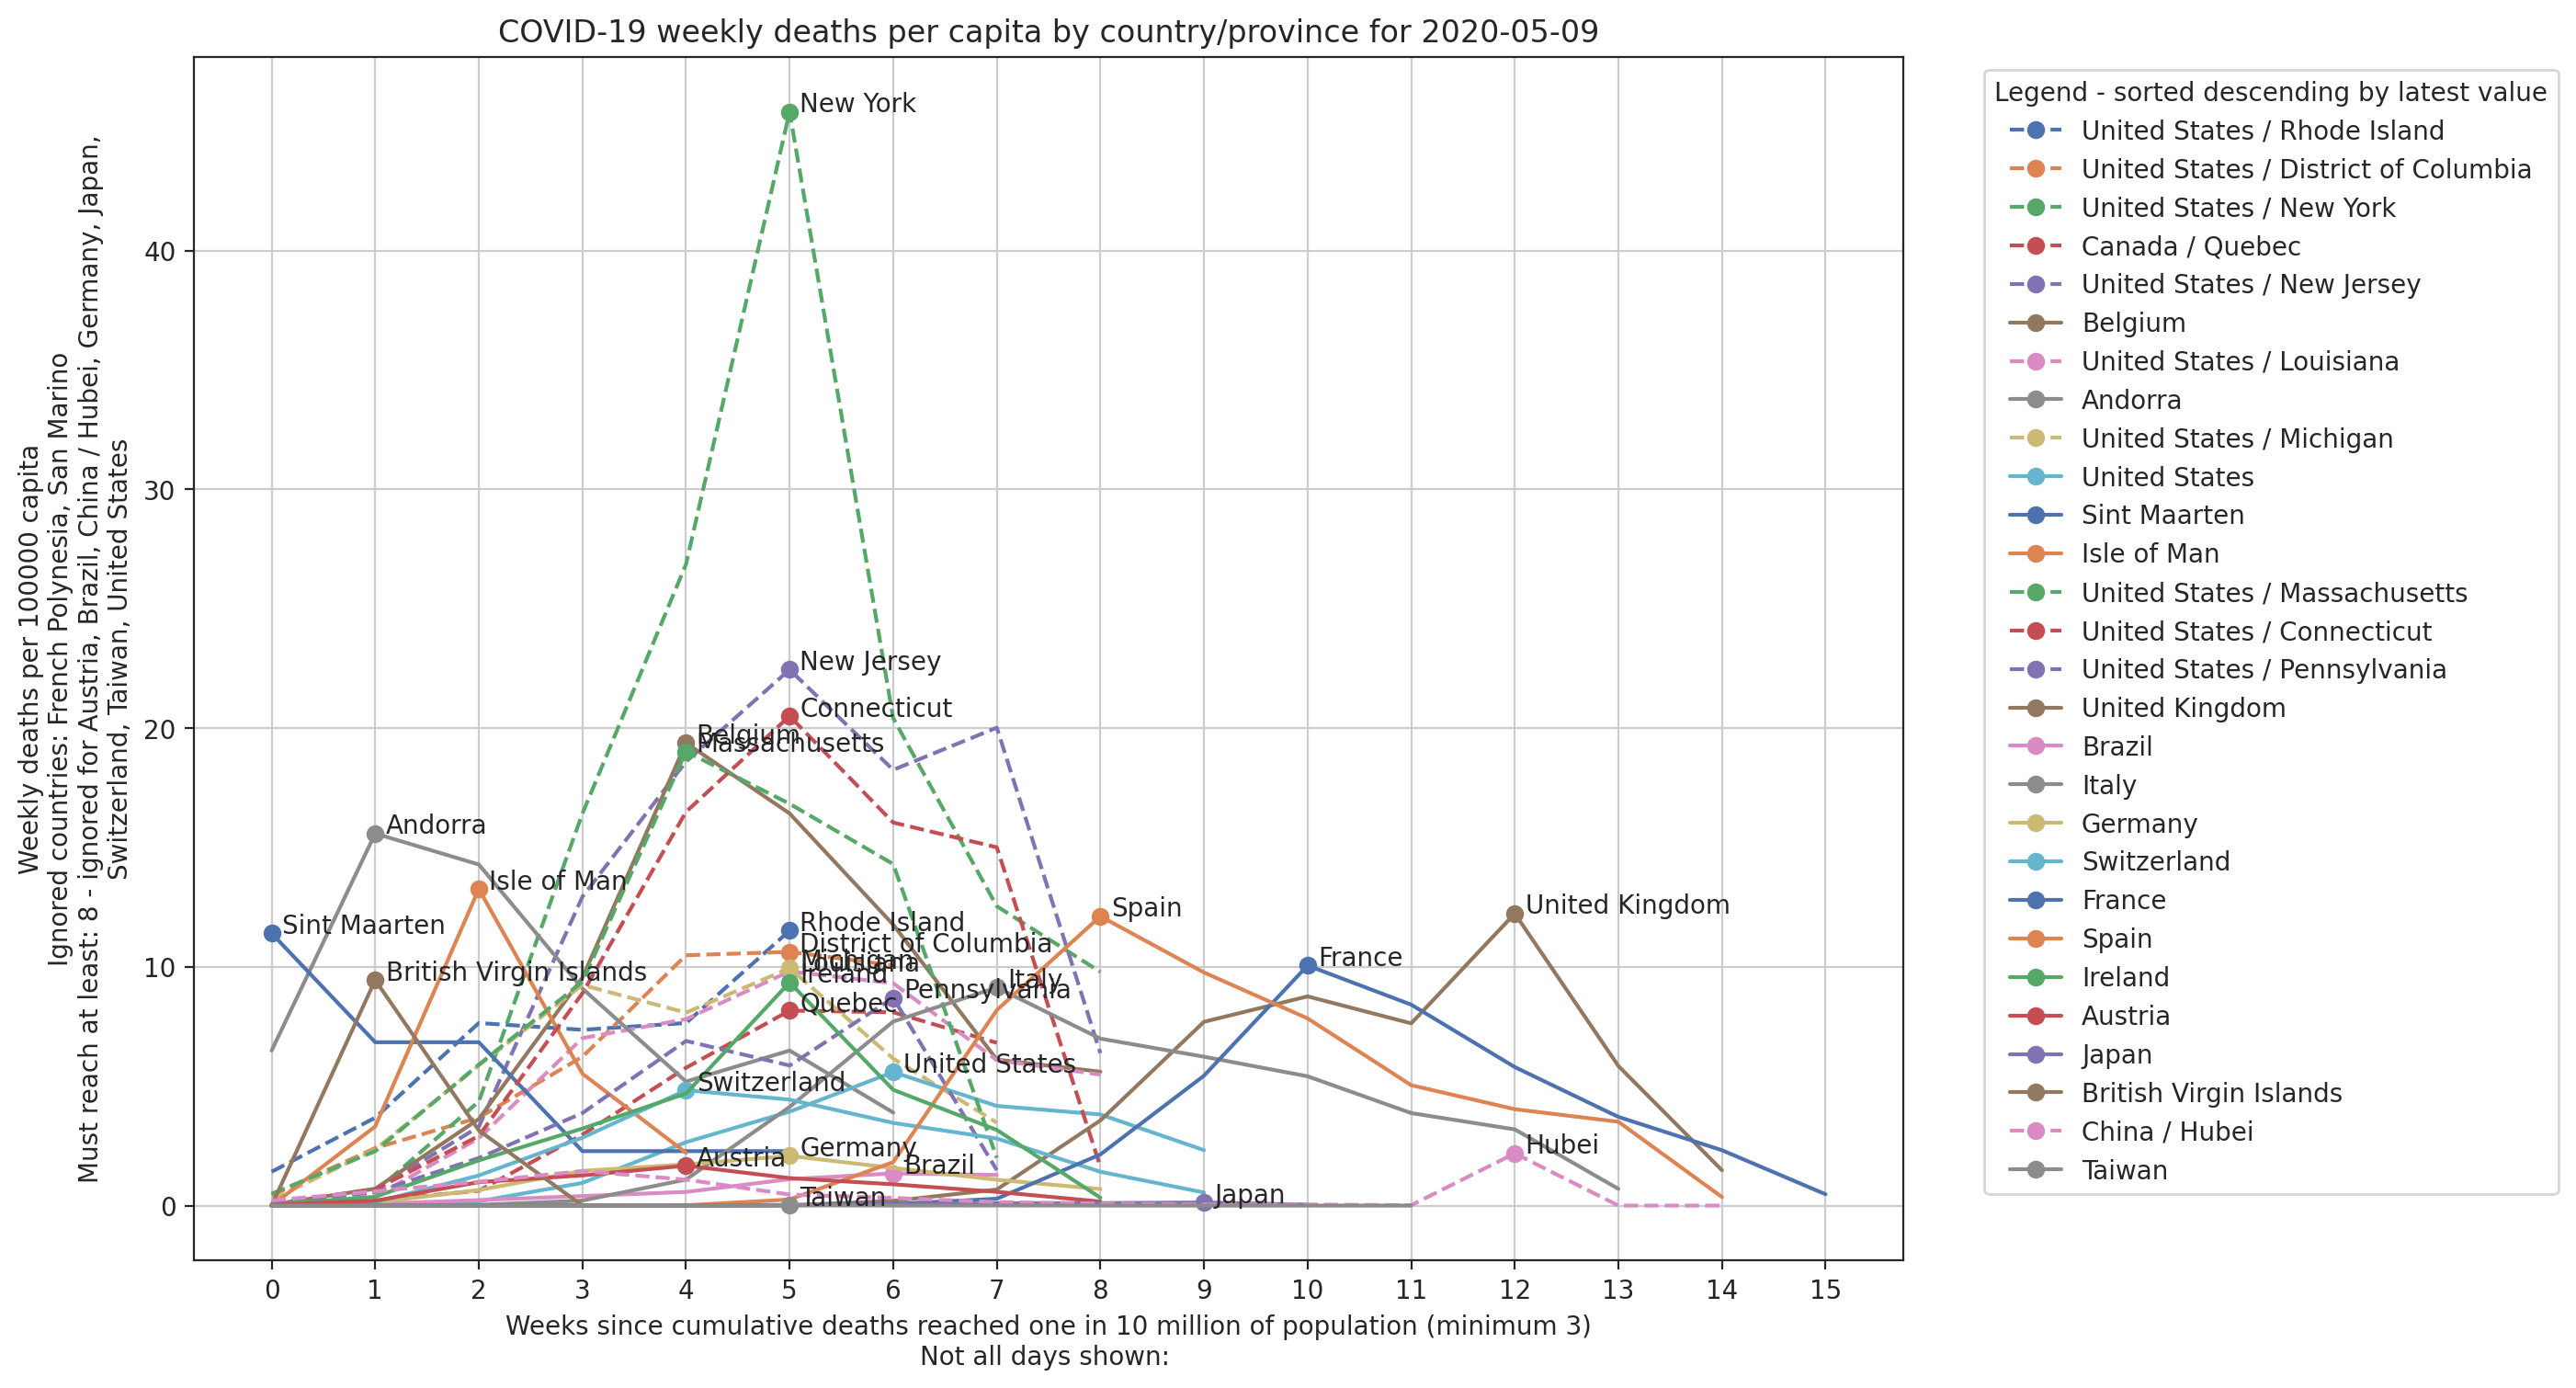 COVID-19 weekly deaths per capita by country/province for 2020-05-09
Weekly deaths per 100000 capita
Ignored countries: French Polynesia, San Marino
Must reach at least: 8 - ignored for Austria, Brazil, China / Hubei, Germany, Japan,
Switzerland, Taiwan, United States
40
30
20
10
0
New York
New Jersey
Connecticut
Belgium
Massachusetts
Andorra
Isle of Man
Sint Maarten
British Virgin Islands
Rhode Island
District of Columbia
Michigan
Louisiana
Ireland
Quebec
Pennsylvania
Italy
Spain
France
United Kingdom
United States
Switzerland
Germany
Austria
Brazil
Taiwan
Japan
Hubei
0 1 2 3 4 5 6 7 8 9 10 11 12 13 14 15
Weeks since cumulative deaths reached one in 10 million of population (minimum 3)
Not all days shown:
Legend - sorted descending by latest value
United States / Rhode Island
United States / District of Columbia
United States / New York
Canada / Quebec
United States / New Jersey
Belgium
United States / Louisiana
Andorra
United States / Michigan
United States
Sint Maarten
Isle of Man
United States / Massachusetts
United States / Connecticut
United States / Pennsylvania
United Kingdom
Brazil
Italy
Germany
Switzerland
France
Spain
Ireland
Austria
Japan
British Virgin Islands
China / Hubei
Taiwan